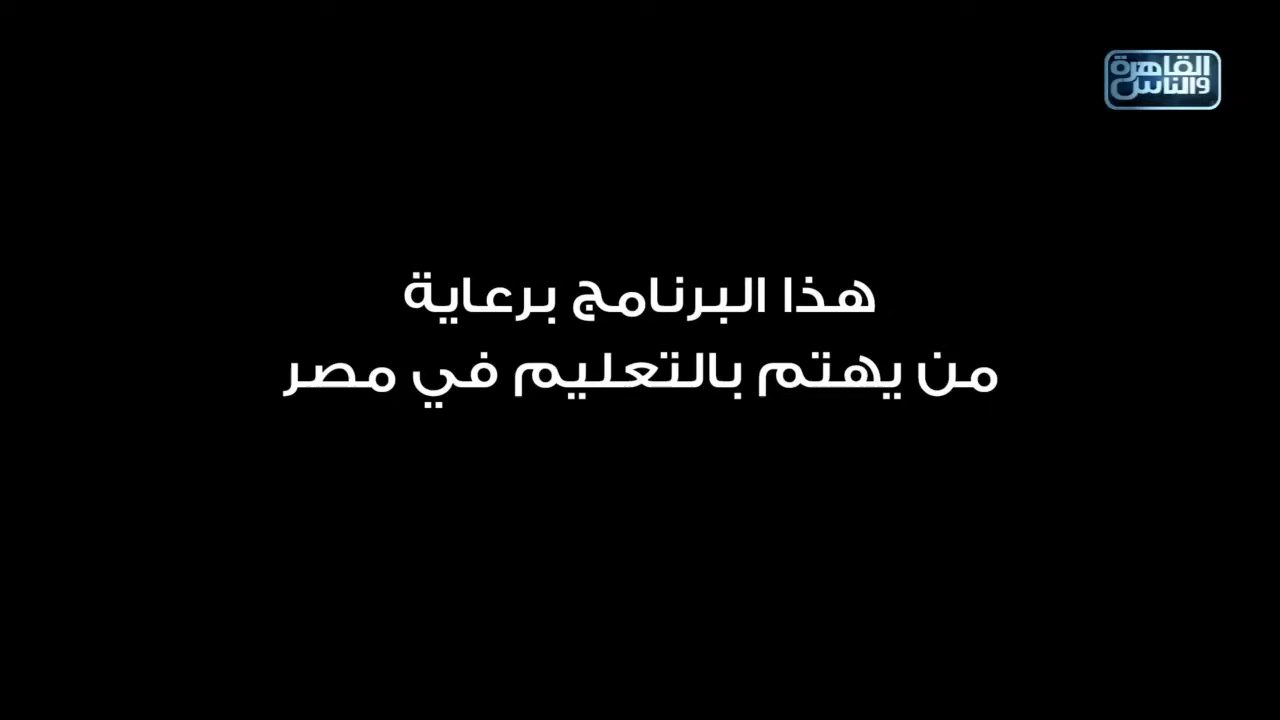 القاهرة
والناس
هذا البرنامج برعاية
من يهتم بالتعليم في مصر